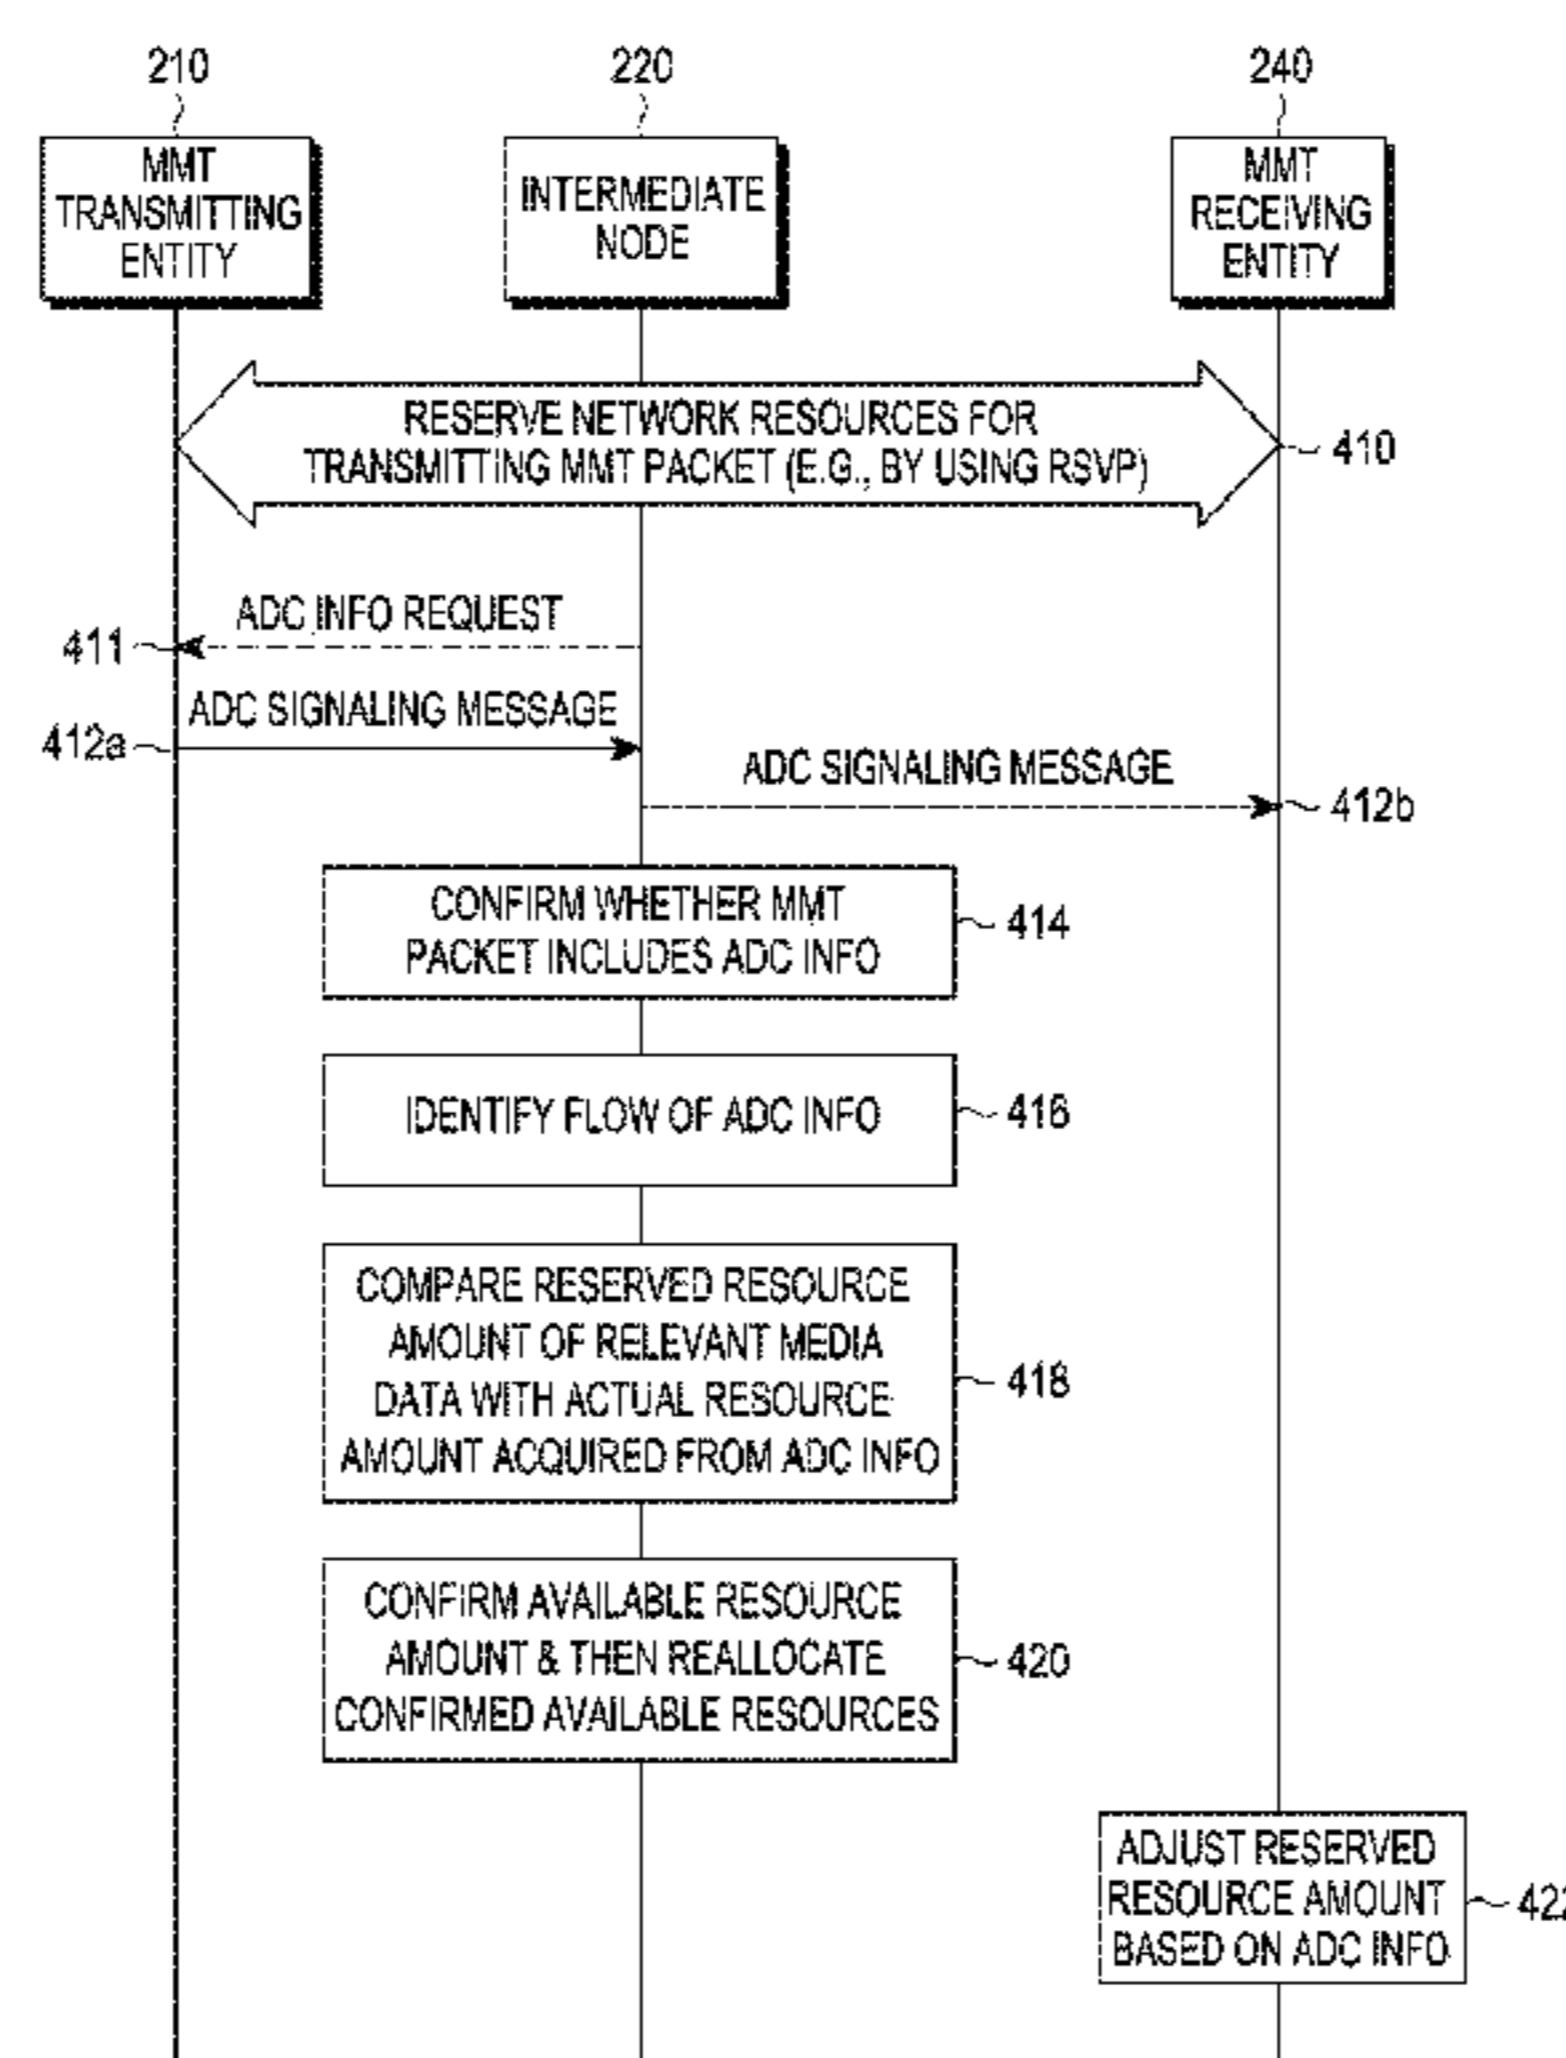 210
220
240
MMT
TRANSMITTING
ENTITY
INTERMEDIATE
NODE
MMT
RECEIVING
ENTITY
RESERVE NETWORK RESOURCES FOR
TRANSMITTING MMT PACKET (E.G., BY USING RSVP)
410
ADC INFO REQUEST
411
ADC SIGNALING MESSAGE
412a
ADC SIGNALING MESSAGE
412b
CONFIRM WHETHER MMT
PACKET INCLUDES ADC INFO
414
IDENTIFY FLOW OF ADC INFO
416
COMPARE RESERVED RESOURCE
AMOUNT OF RELEVANT MEDIA
DATA WITH ACTUAL RESOURCE
AMOUNT ACQUIRED FROM ADC INFO
418
CONFIRM AVAILABLE RESOURCE
AMOUNT & THEN REALLOCATE
CONFIRMED AVAILABLE RESOURCES
420
ADJUST RESERVED
RESOURCE AMOUNT
BASED ON ADC INFO
422